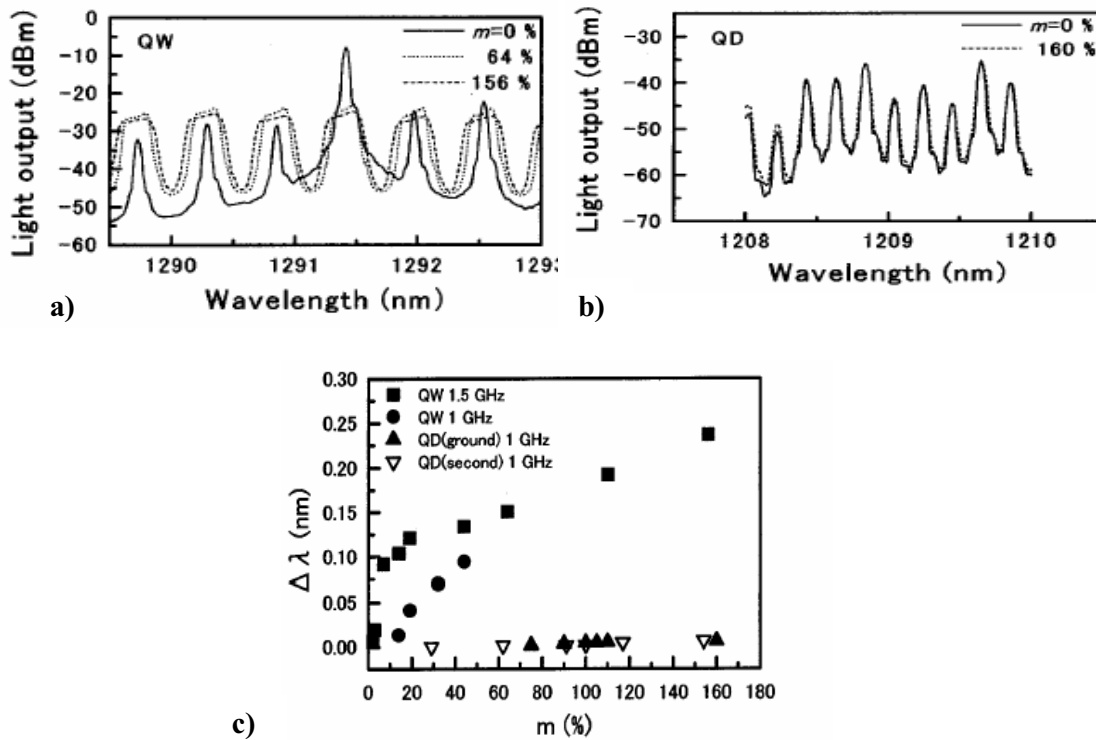 QW
m=0 %
64 %
156 %
Light output (dBm)
0
-10
-20
-30
-40
-50
-60
1290
1291
1292
1293
Wavelength (nm)
a)
QD
m=0 %
160 %
Light output (dBm)
-30
-40
-50
-60
-70
1208
1209
1210
Wavelength (nm)
b)
QW 1.5 GHz
QW 1 GHz
QD(ground) 1 GHz
QD(second) 1 GHz
Δλ (nm)
0.30
0.25
0.20
0.15
0.10
0.05
0.00
0 20 40 60 80 100 120 140 160 180
m (%)
c)